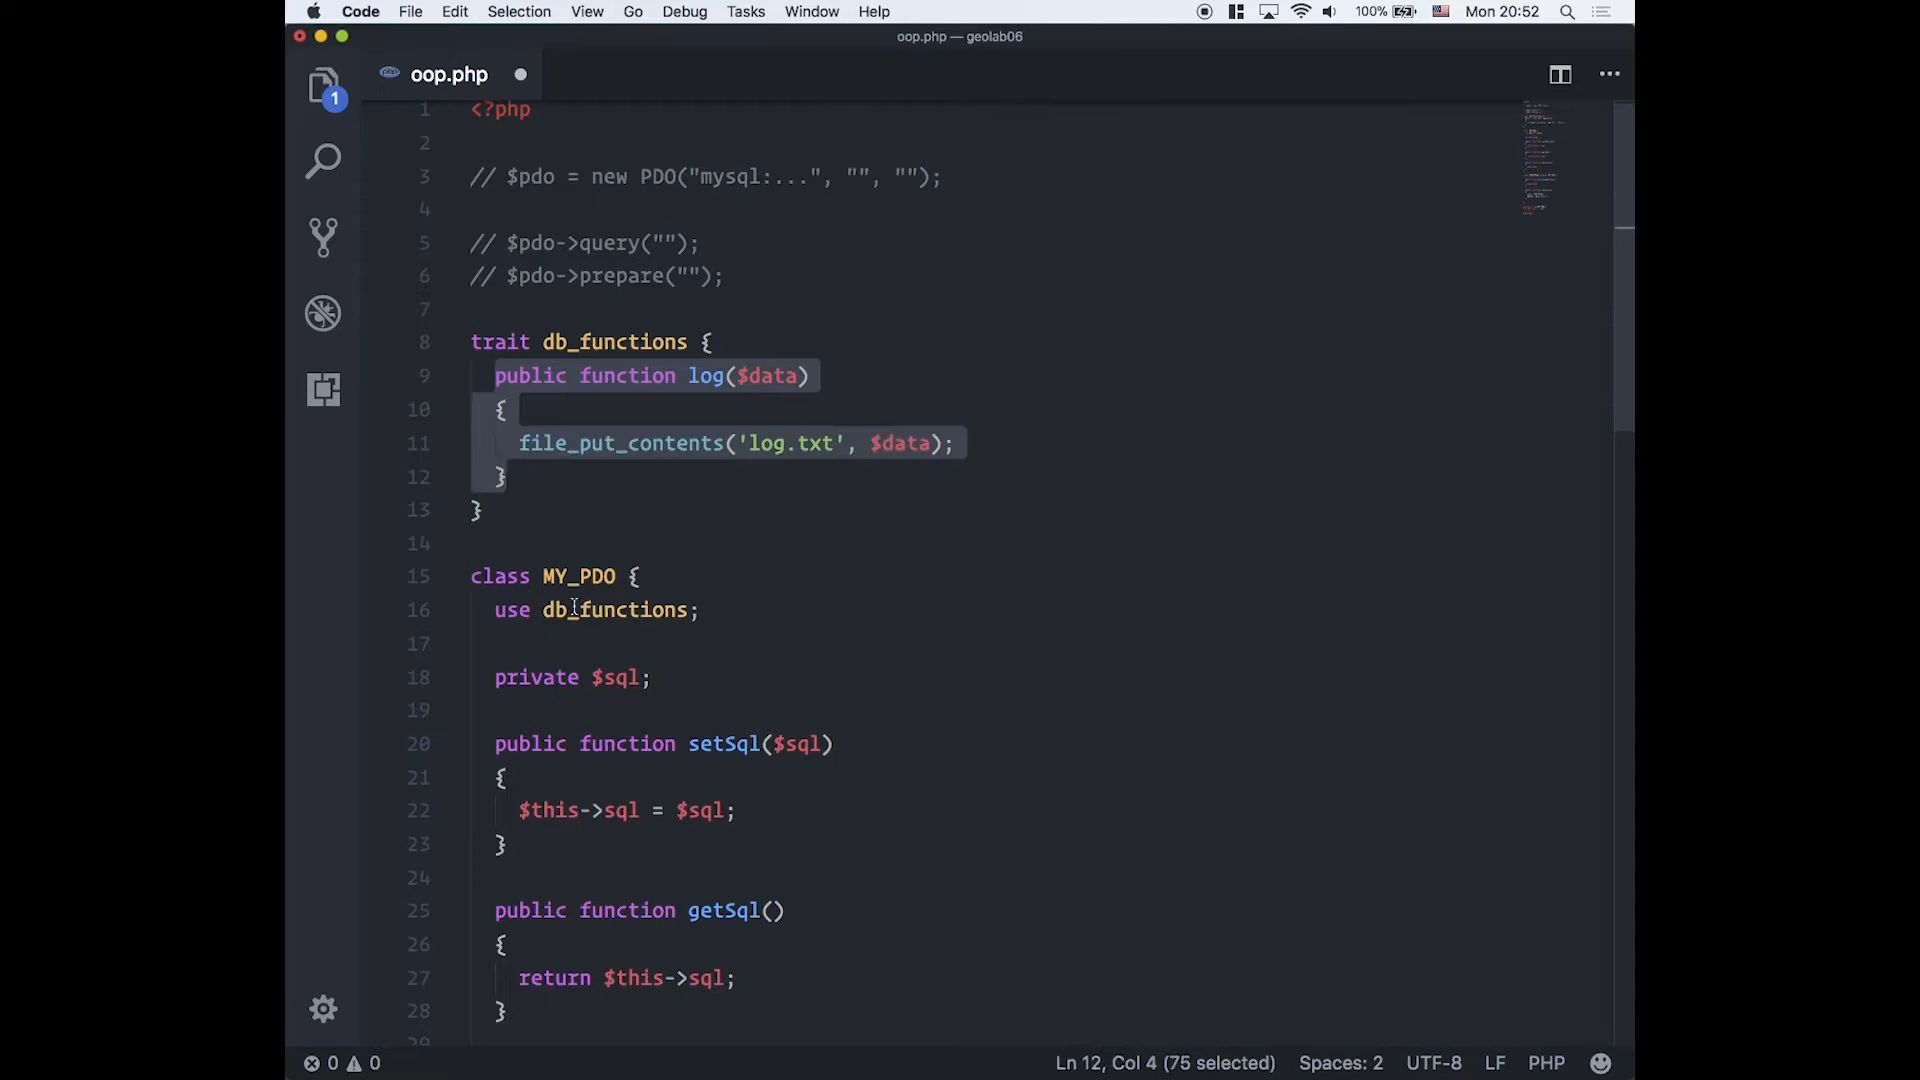 Code File Edit Selection View Go Debug Tasks Window Help 100% Mon 20:52
oop.php — geolab06
php oop.php
1
1 <?php
2
3 // $pdo = new PDO("mysql:...", "", "");
4
5 // $pdo->query("");
6 // $pdo->prepare("");
7
8 trait db_functions {
9 public function log($data)
10 {
11 file_put_contents('log.txt', $data);
12 }
13 }
14
15 class MY_PDO {
16 use db_functions;
17
18 private $sql;
19
20 public function setSql($sql)
21 {
22 $this->sql = $sql;
23 }
24
25 public function getSql()
26 {
27 return $this->sql;
28 }
29
0 0 Ln 12, Col 4 (75 selected) Spaces: 2 UTF-8 LF PHP